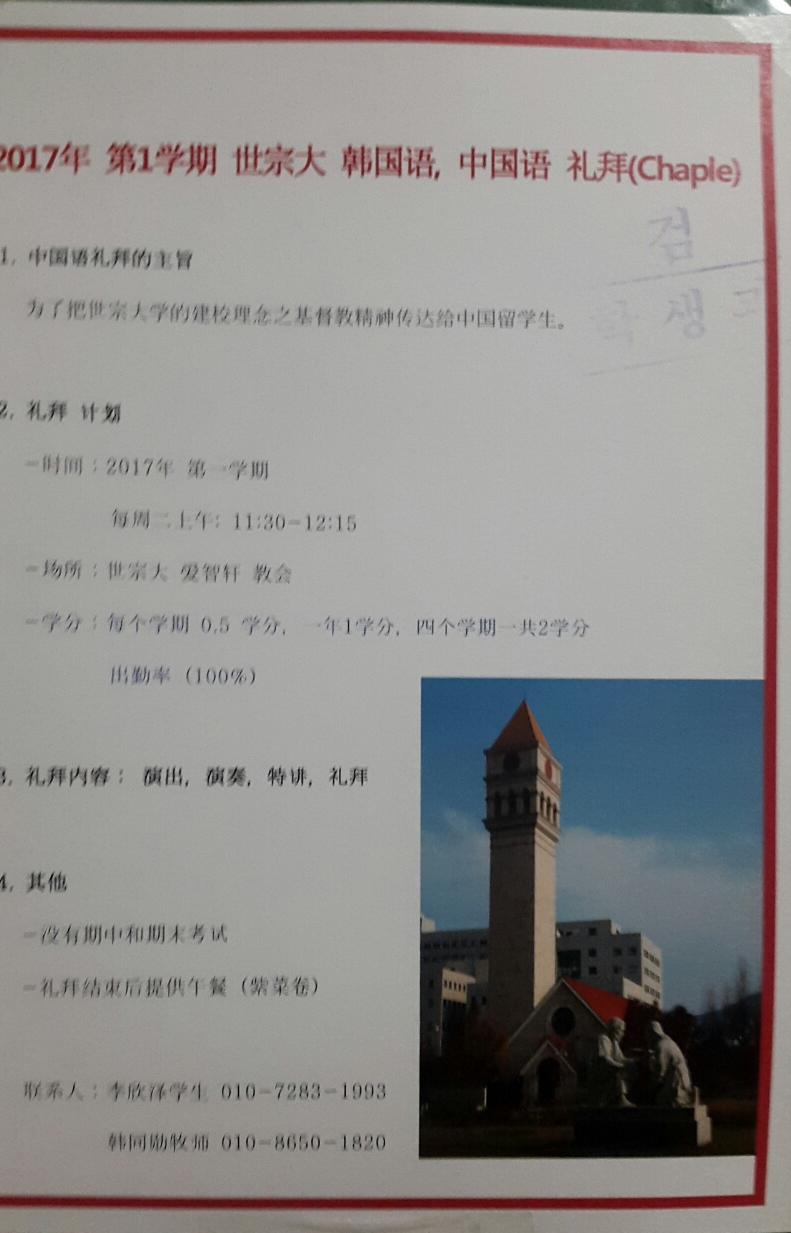 2017年 第1学期 世宗大 韩国语, 中国语 礼拜(Chaple)
검
생
1. 中国语礼拜的主旨
为了把世宗大学的建校理念之基督教精神传达给中国留学生。
2. 礼拜 计划
-时间 : 2017年 第一学期
每周二上午: 11:30-12:15
-场所 : 世宗大 爱智轩 教会
-学分 : 每个学期 0.5 学分, 一年1学分, 四个学期一共2学分
出勤率 (100%)
3. 礼拜内容 : 演出, 演奏, 特讲, 礼拜
4. 其他
-没有期中和期末考试
-礼拜结束后提供午餐 (紫菜卷)
联系人 : 李欣泽学生 010-7283-1993
韩同勋牧师 010-8650-1820